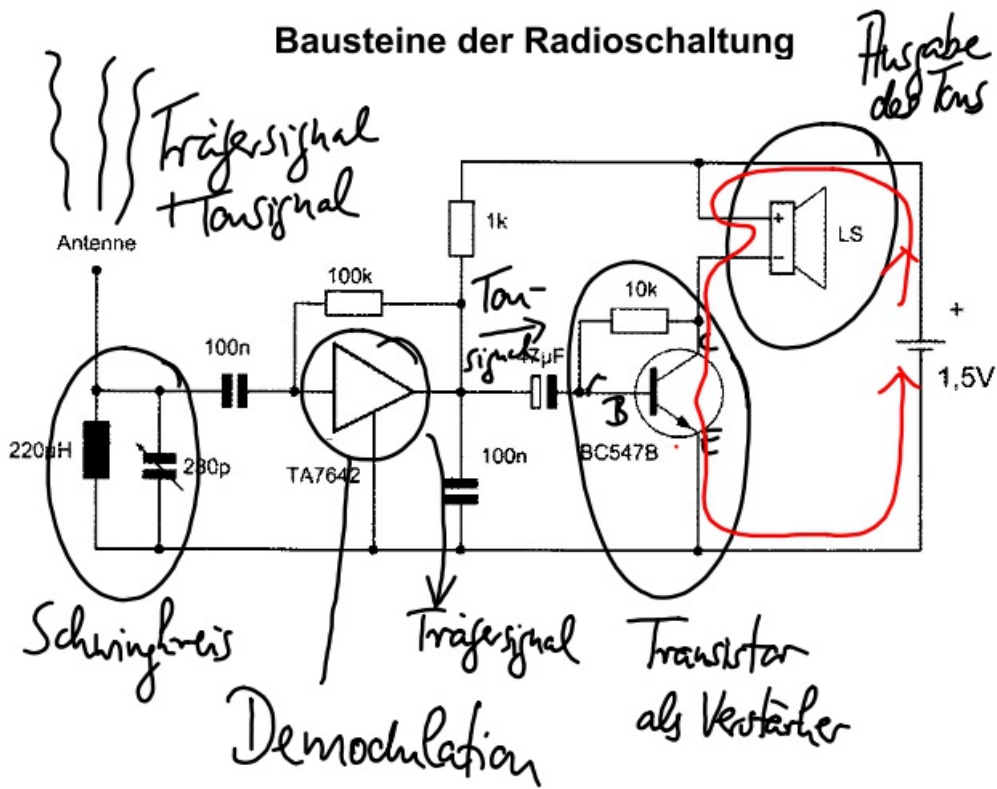 Bausteine der Radioschaltung
Ausgabe
des Tons
Trägersignal
+Tonsignal
Antenne
1k
LS
+
-
100k
Ton-
signal
10k
+
1,5V
100n
47µF
C
B
E
220µH
280p
TA7642
100n
BC547B
Schwingkreis
Trägersignal
Transistor
als Verstärker
Demodulation